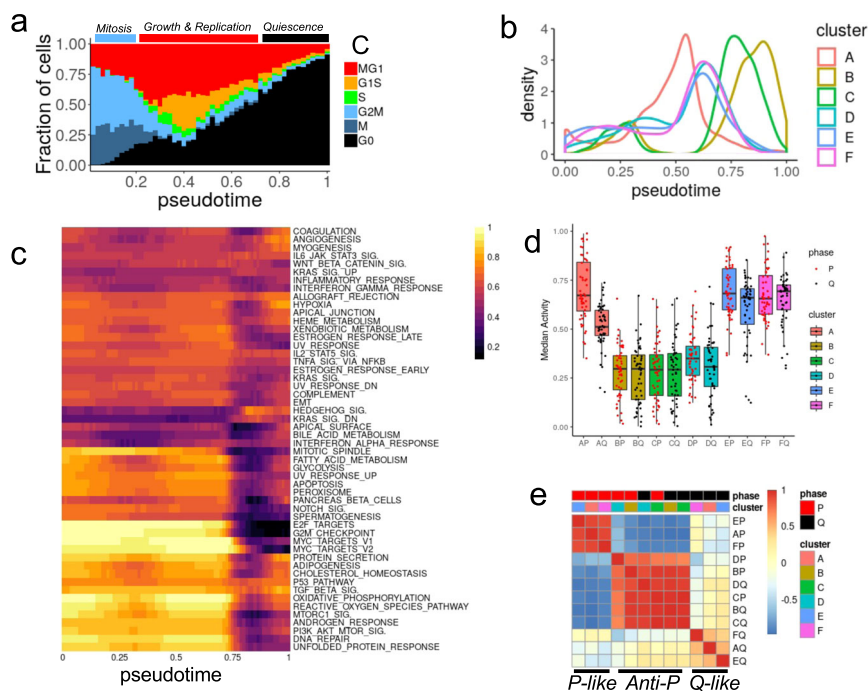 a
Mitosis Growth & Replication Quiescence
Fraction of cells
1.00
0.75
0.50
0.25
0.00
0.2 0.4 0.6 0.8 1
pseudotime
C
MG1
G1S
S
G2M
M
G0
b
density
4
3
2
1
0
0.00 0.25 0.50 0.75 1.00
pseudotime
cluster
A
B
C
D
E
F
c
COAGULATION
ANGIOGENESIS
MYOGENESIS
IL6_JAK_STAT3_SIG.
WNT_BETA_CATENIN_SIG.
KRAS_SIG._UP
INFLAMMATORY_RESPONSE
INTERFERON_GAMMA_RESPONSE
ALLOGRAFT_REJECTION
HYPOXIA
APICAL_JUNCTION
HEME_METABOLISM
XENOBIOTIC_METABOLISM
ESTROGEN_RESPONSE_LATE
UV_RESPONSE
IL2_STAT5_SIG.
TNFA_SIG._VIA_NFKB
ESTROGEN_RESPONSE_EARLY
KRAS_SIG.
UV_RESPONSE_DN
COMPLEMENT
EMT
HEDGEHOG_SIG.
KRAS_SIG._DN
APICAL_SURFACE
BILE_ACID_METABOLISM
INTERFERON_ALPHA_RESPONSE
MITOTIC_SPINDLE
FATTY_ACID_METABOLISM
GLYCOLYSIS
UV_RESPONSE_UP
APOPTOSIS
PEROXISOME
PANCREAS_BETA_CELLS
NOTCH_SIG.
SPERMATOGENESIS
E2F_TARGETS
G2M_CHECKPOINT
MYC_TARGETS_V1
MYC_TARGETS_V2
PROTEIN_SECRETION
ADIPOGENESIS
CHOLESTEROL_HOMEOSTASIS
P53_PATHWAY
TGF_BETA_SIG.
OXIDATIVE_PHOSPHORYLATION
REACTIVE_OXYGEN_SPECIES_PATHWAY
MTORC1_SIG.
ANDROGEN_RESPONSE
PI3K_AKT_MTOR_SIG.
DNA_REPAIR
UNFOLDED_PROTEIN_RESPONSE
0 0.25 0.5 0.75 1
pseudotime
1
0.8
0.6
0.4
0.2
d
Median Activity
1.00
0.75
0.50
0.25
0.00
AP AQ BP BQ CP CQ DP DQ EP EQ FP FQ
phase
P
Q
cluster
A
B
C
D
E
F
e
phase
cluster
EP
AP
FP
DP
BP
DQ
CP
BQ
CQ
FQ
AQ
EQ
P-like Anti-P Q-like
1
0.5
0
-0.5
phase
P
Q
cluster
A
B
C
D
E
F